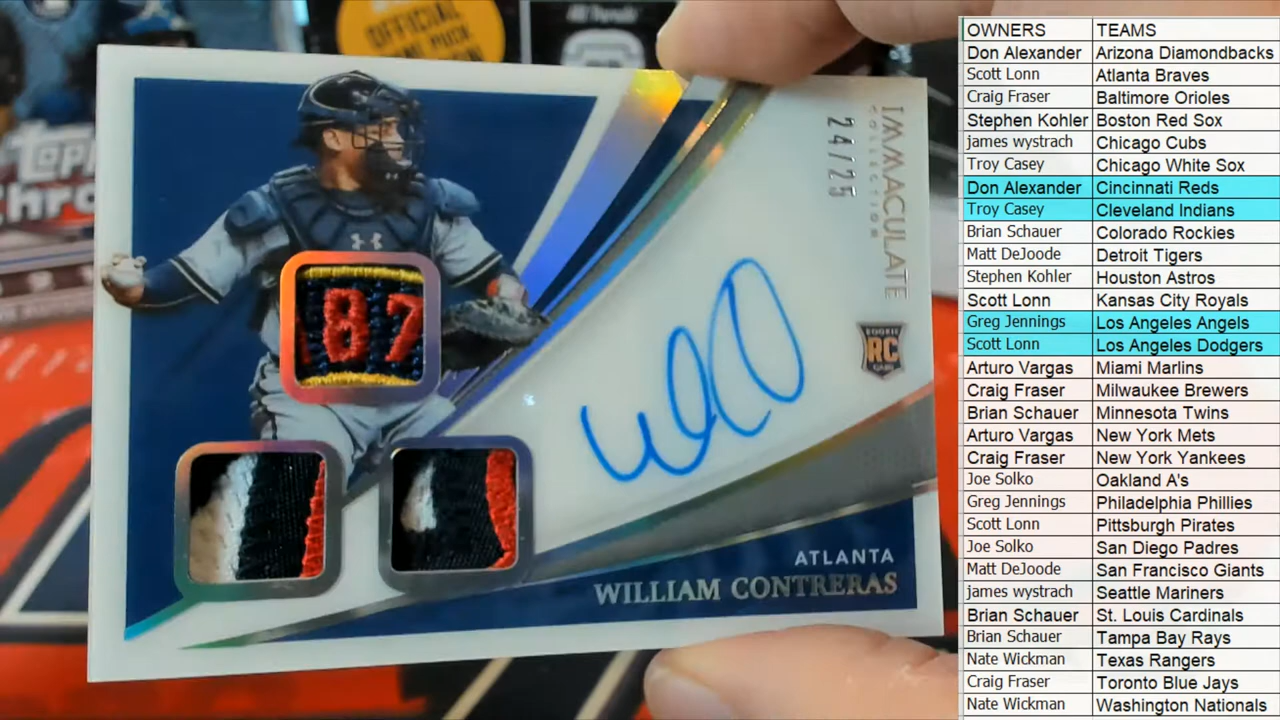 OFFICIAL
GAME PUCK
Topps
Chrome
24/25
IMMACULATE
COLLECTION
87
ROOKIE
RC
CARD
ATLANTA
WILLIAM CONTRERAS
OWNERS TEAMS
Don Alexander Arizona Diamondbacks
Scott Lonn Atlanta Braves
Craig Fraser Baltimore Orioles
Stephen Kohler Boston Red Sox
james wystrach Chicago Cubs
Troy Casey Chicago White Sox
Don Alexander Cincinnati Reds
Troy Casey Cleveland Indians
Brian Schauer Colorado Rockies
Matt DeJoode Detroit Tigers
Stephen Kohler Houston Astros
Scott Lonn Kansas City Royals
Greg Jennings Los Angeles Angels
Scott Lonn Los Angeles Dodgers
Arturo Vargas Miami Marlins
Craig Fraser Milwaukee Brewers
Brian Schauer Minnesota Twins
Arturo Vargas New York Mets
Craig Fraser New York Yankees
Joe Solko Oakland A's
Greg Jennings Philadelphia Phillies
Scott Lonn Pittsburgh Pirates
Joe Solko San Diego Padres
Matt DeJoode San Francisco Giants
james wystrach Seattle Mariners
Brian Schauer St. Louis Cardinals
Brian Schauer Tampa Bay Rays
Nate Wickman Texas Rangers
Craig Fraser Toronto Blue Jays
Nate Wickman Washington Nationals